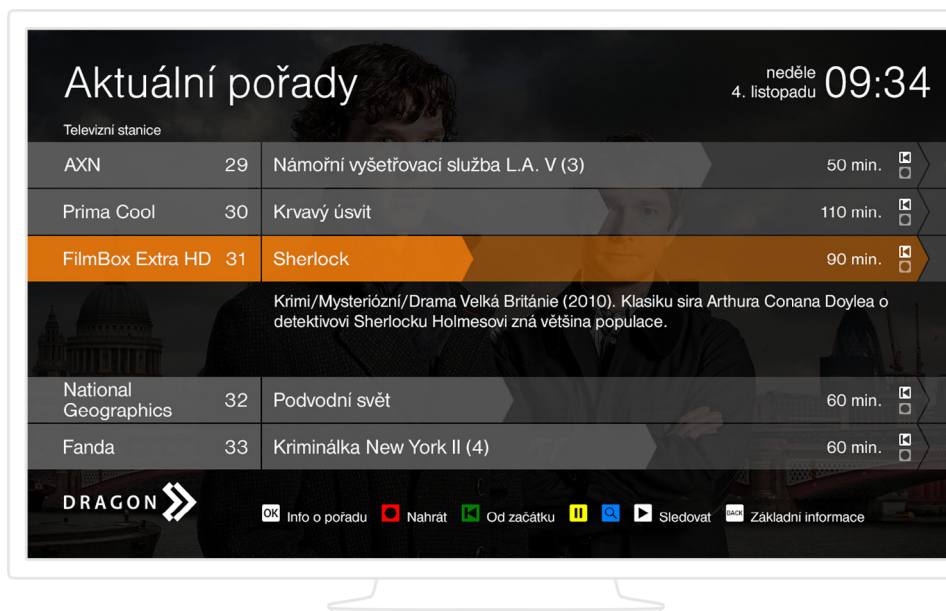 Aktuální pořady
neděle
4. listopadu 09:34
Televizní stanice
AXN 29 Námořní vyšetřovací služba L.A. V (3) 50 min.
Prima Cool 30 Krvavý úsvit 110 min.
FilmBox Extra HD 31 Sherlock 90 min.
Krimi/Mysteriózní/Drama Velká Británie (2010). Klasiku sira Arthura Conana Doylea o
detektivovi Sherlocku Holmesovi zná většina populace.
National
Geographics 32 Podvodní svět 60 min.
Fanda 33 Kriminálka New York II (4) 60 min.
DRAGON
OK Info o pořadu Nahrát Od začátku Sledovat BACK Základní informace